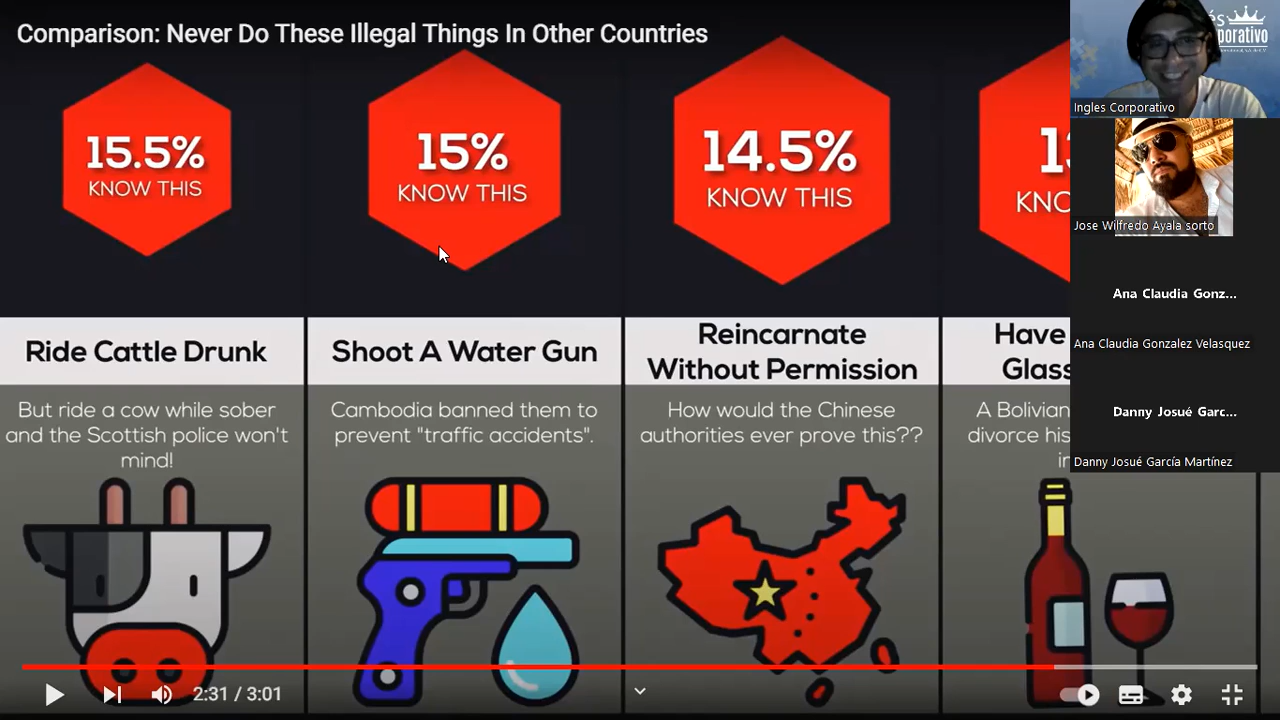 Comparison: Never Do These Illegal Things In Other Countries
15.5%
KNOW THIS
15%
KNOW THIS
14.5%
KNOW THIS
Ride Cattle Drunk
Shoot A Water Gun
Reincarnate
Without Permission
Have
But ride a cow while sober
and the Scottish police won't
mind!
Cambodia banned them to
prevent "traffic accidents".
How would the Chinese
authorities ever prove this??
A Bolivian
divorce his
2:31 / 3:01
Ingles Corporativo
Jose Wilfredo Ayala sorto
Ana Claudia Gonz...
Ana Claudia Gonzalez Velasquez
Danny Josué Garc...
Danny Josué García Martínez